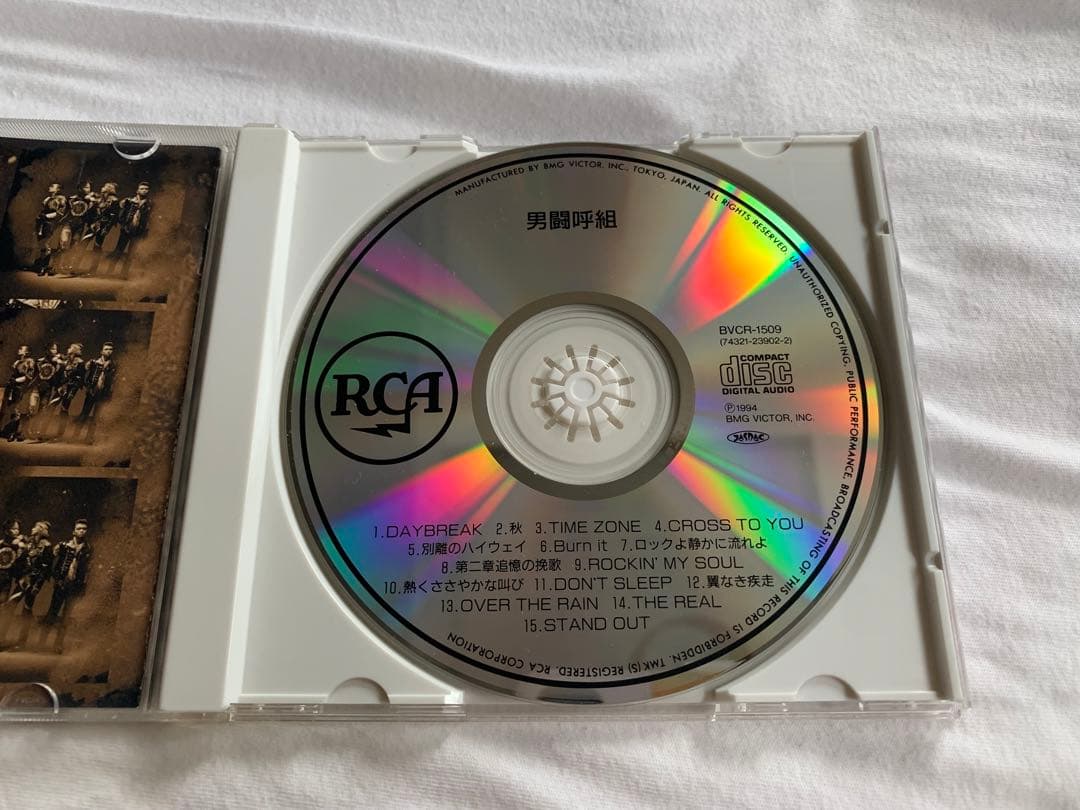 MANUFACTURED BY BMG VICTOR, INC., TOKYO, JAPAN. ALL RIGHTS RESERVED. UNAUTHORIZED COPYING, PUBLIC PERFORMANCE, BROADCASTING OF THIS RECORD IS FORBIDDEN. TMK(S) REGISTERED. RCA CORPORATION
男闘呼組
RCA
BVCR-1509
(74321-23902-2)
COMPACT
disc
DIGITAL AUDIO
Ⓟ1994
BMG VICTOR, INC.
JASRAC
1.DAYBREAK 2.秋 3.TIME ZONE 4.CROSS TO YOU
5.別離のハイウェイ 6.Burn it 7.ロックよ静かに流れよ
8.第二章追憶の挽歌 9.ROCKIN' MY SOUL
10.熱くささやかな叫び 11.DON'T SLEEP 12.翼なき疾走
13.OVER THE RAIN 14.THE REAL
15.STAND OUT